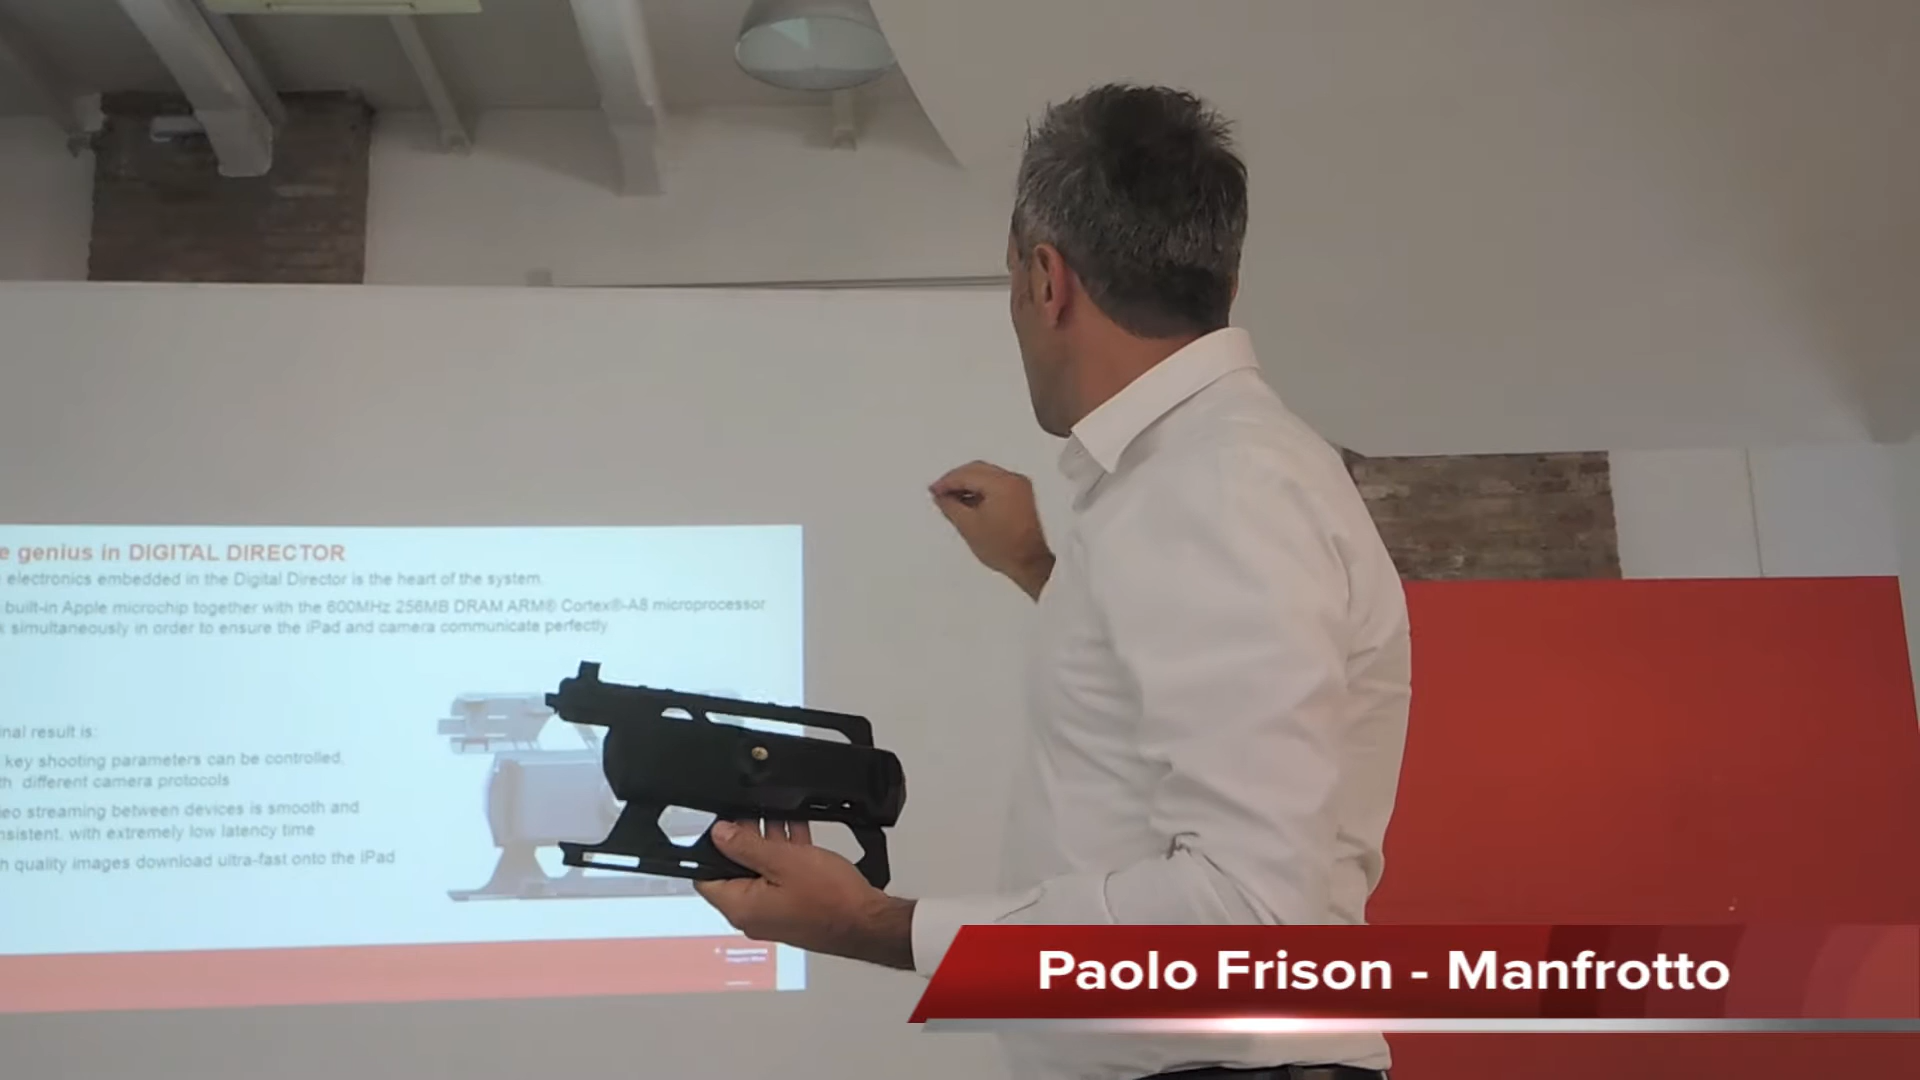 e genius in DIGITAL DIRECTOR
electronics embedded in the Digital Director is the heart of the system.
built-in Apple microchip together with the 600MHz 256MB DRAM ARM® Cortex®-A8 microprocessor
k simultaneously in order to ensure the iPad and camera communicate perfectly
inal result is:
key shooting parameters can be controlled,
th different camera protocols
eo streaming between devices is smooth and
nsistent, with extremely low latency time
h quality images download ultra-fast onto the iPad
Paolo Frison - Manfrotto